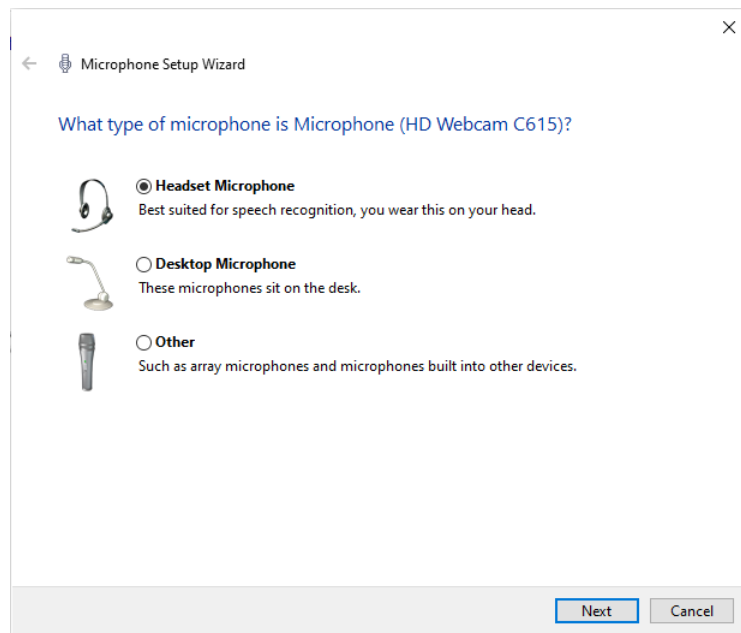 Microphone Setup Wizard
What type of microphone is Microphone (HD Webcam C615)?
Headset Microphone
Best suited for speech recognition, you wear this on your head.
Desktop Microphone
These microphones sit on the desk.
Other
Such as array microphones and microphones built into other devices.
Next Cancel